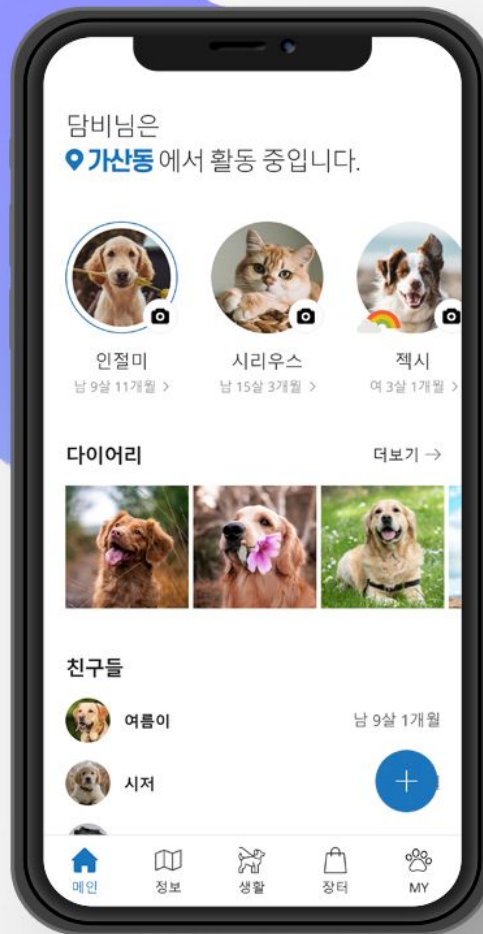 담비님은
가산동에서 활동 중입니다.
인절미
남 9살 11개월 >
시리우스
남 15살 3개월 >
젝시
여 3살 1개월 >
다이어리
더보기 →
친구들
여름이
남 9살 1개월
시저
메인
정보
생활
장터
MY